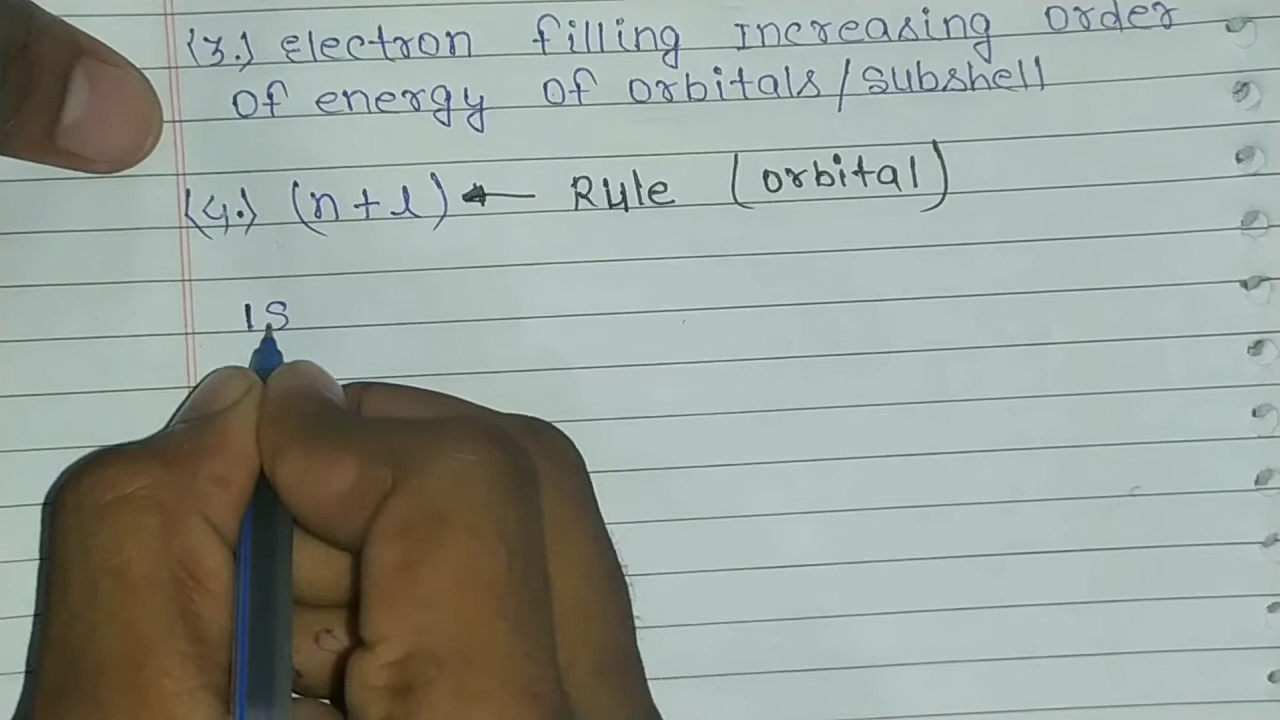 (3.) electron filling Increasing order
of energy of orbitals/subshell
(4.) (n+l) ← Rule (orbital)
1S